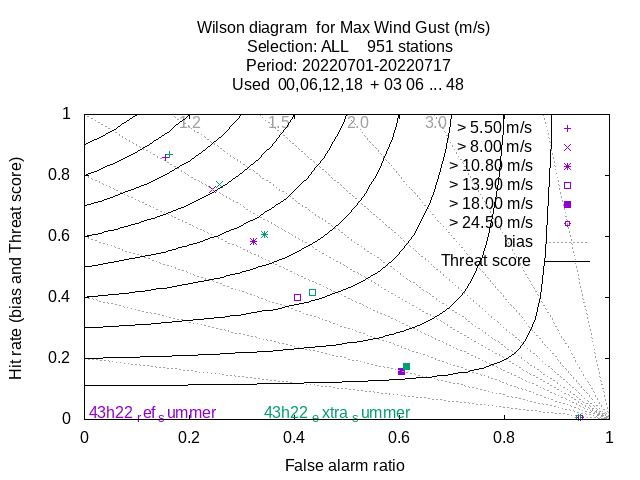 Wilson diagram  for Max Wind Gust (m/s)
Selection: ALL    951 stations
Period: 20220701-20220717
Used  00,06,12,18  + 03 06 ... 48
Hit rate (bias and Threat score)
1
0.8
0.6
0.4
0.2
0
1.2
1.5
2.0
3.0
> 5.50 m/s
> 8.00 m/s
> 10.80 m/s
> 13.90 m/s
> 18.00 m/s
> 24.50 m/s
bias
Threat score
43h22_ref_summer 43h22_extra_summer
0 0.2 0.4 0.6 0.8 1
False alarm ratio